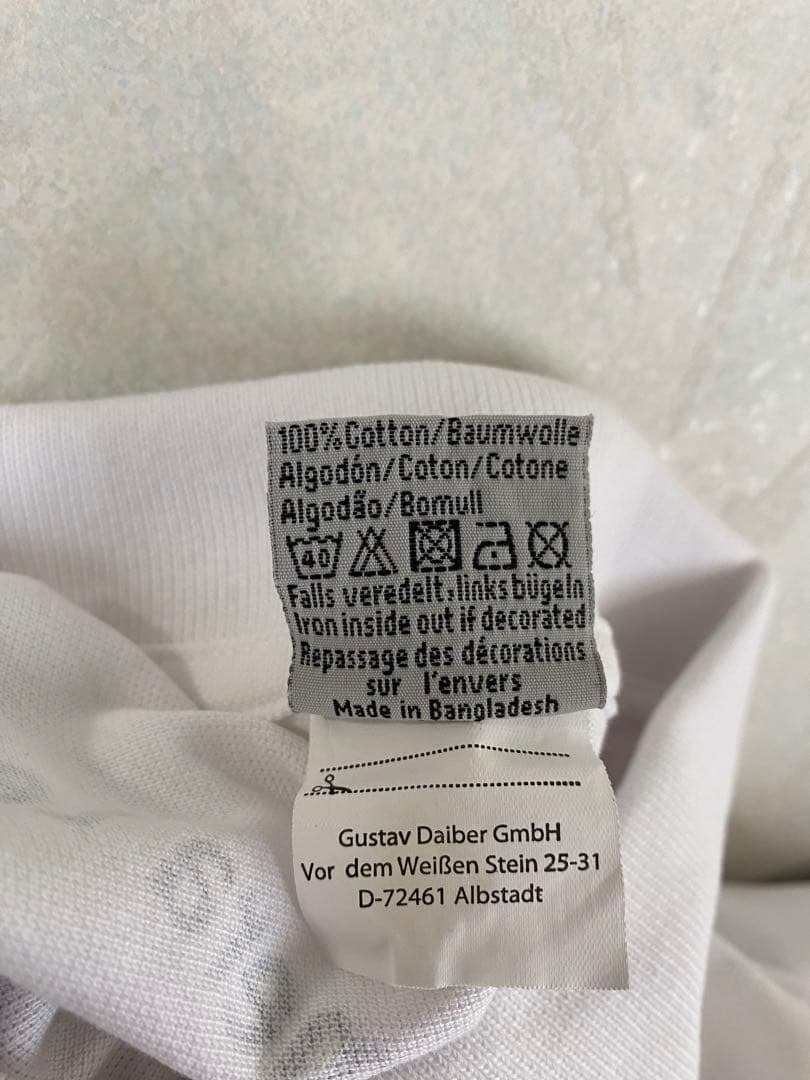 100% Cotton/Baumwolle
Algodón/Coton/Cotone
Algodão/Bomull
40
Falls veredelt, links bügeln
Iron inside out if decorated
Repassage des décorations
sur l'envers
Made in Bangladesh
Gustav Daiber GmbH
Vor dem Weißen Stein 25-31
D-72461 Albstadt